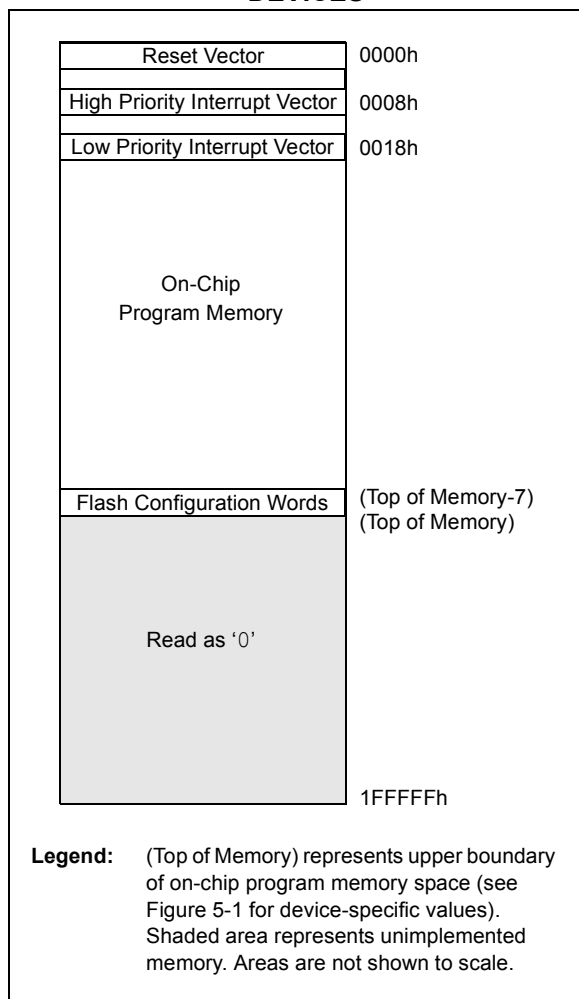 Reset Vector 0000h
High Priority Interrupt Vector 0008h
Low Priority Interrupt Vector 0018h
On-Chip
Program Memory
Flash Configuration Words (Top of Memory-7)
(Top of Memory)
Read as ‘0’
1FFFFFh
Legend: (Top of Memory) represents upper boundary
of on-chip program memory space (see
Figure 5-1 for device-specific values).
Shaded area represents unimplemented
memory. Areas are not shown to scale.